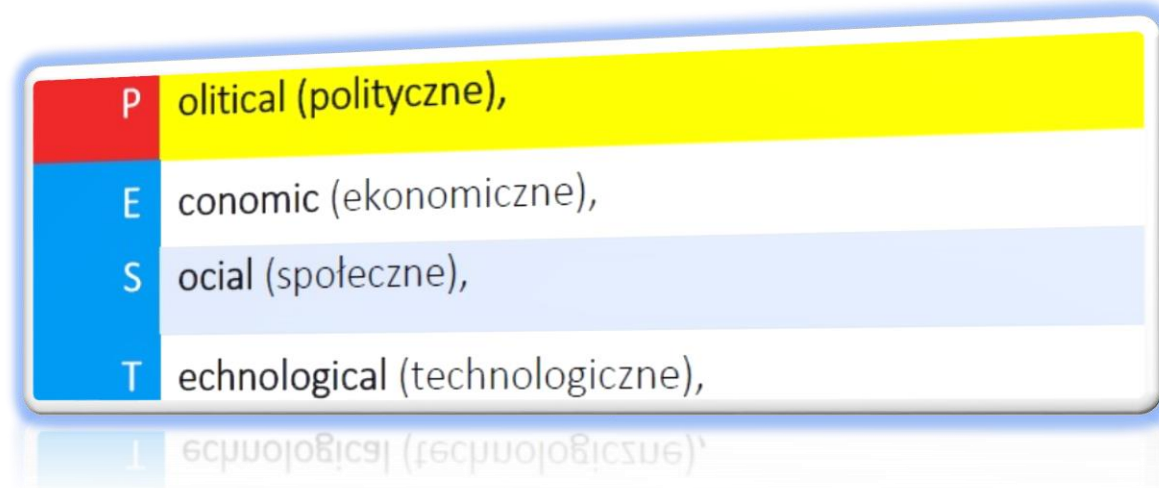 P olitical (polityczne),
E conomic (ekonomiczne),
S ocial (społeczne),
T echnological (technologiczne),